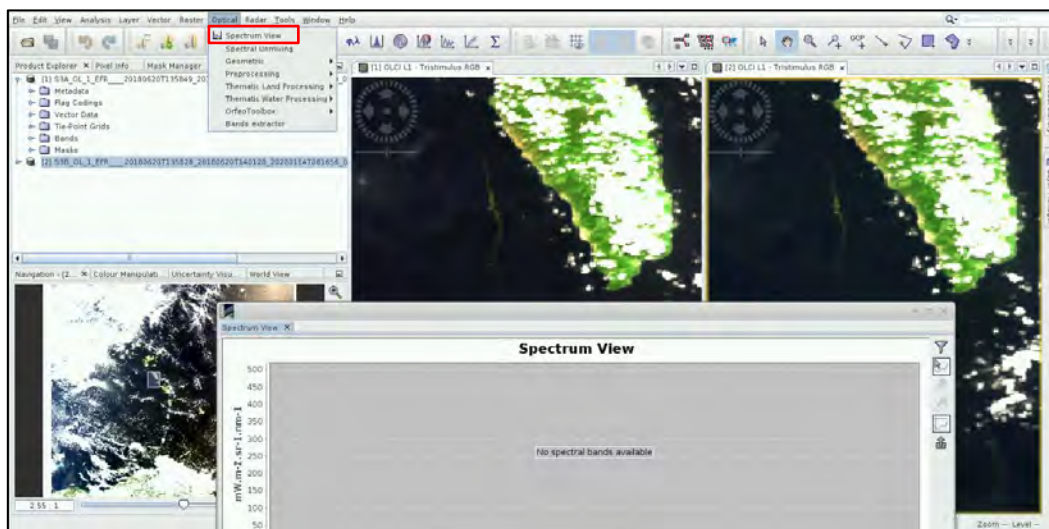 File Edit View Analysis Layer Vector Raster Optical Radar Tools Window Help
Spectrum View
Spectral Unmixing
Geometric
Preprocessing
Thematic Land Processing
Thematic Water Processing
OrfeoToolbox
Bands extractor
Product Explorer Pixel Info Mask Manager
Metadata
Flag Codings
Vector Data
Tie-Point Grids
Bands
Masks
[1] OLCI L1 - Tristimulus RGB
[2] OLCI L1 - Tristimulus RGB
Navigation - [2... Colour Manipulati... Uncertainty Visu... World View
2.55 : 1
Spectrum View
Spectrum View
500
450
400
350
300
250
200
150
100
50
mW.m-2.sr-1.nm-1
No spectral bands available
Zoom -- Level --